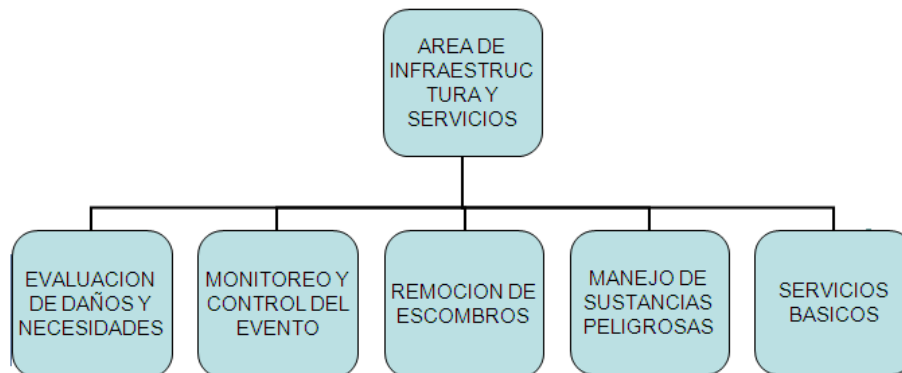 AREA DE
INFRAESTRUC
TURA Y
SERVICIOS
EVALUACION
DE DAÑOS Y
NECESIDADES
MONITOREO Y
CONTROL DEL
EVENTO
REMOCION DE
ESCOMBROS
MANEJO DE
SUSTANCIAS
PELIGROSAS
SERVICIOS
BASICOS